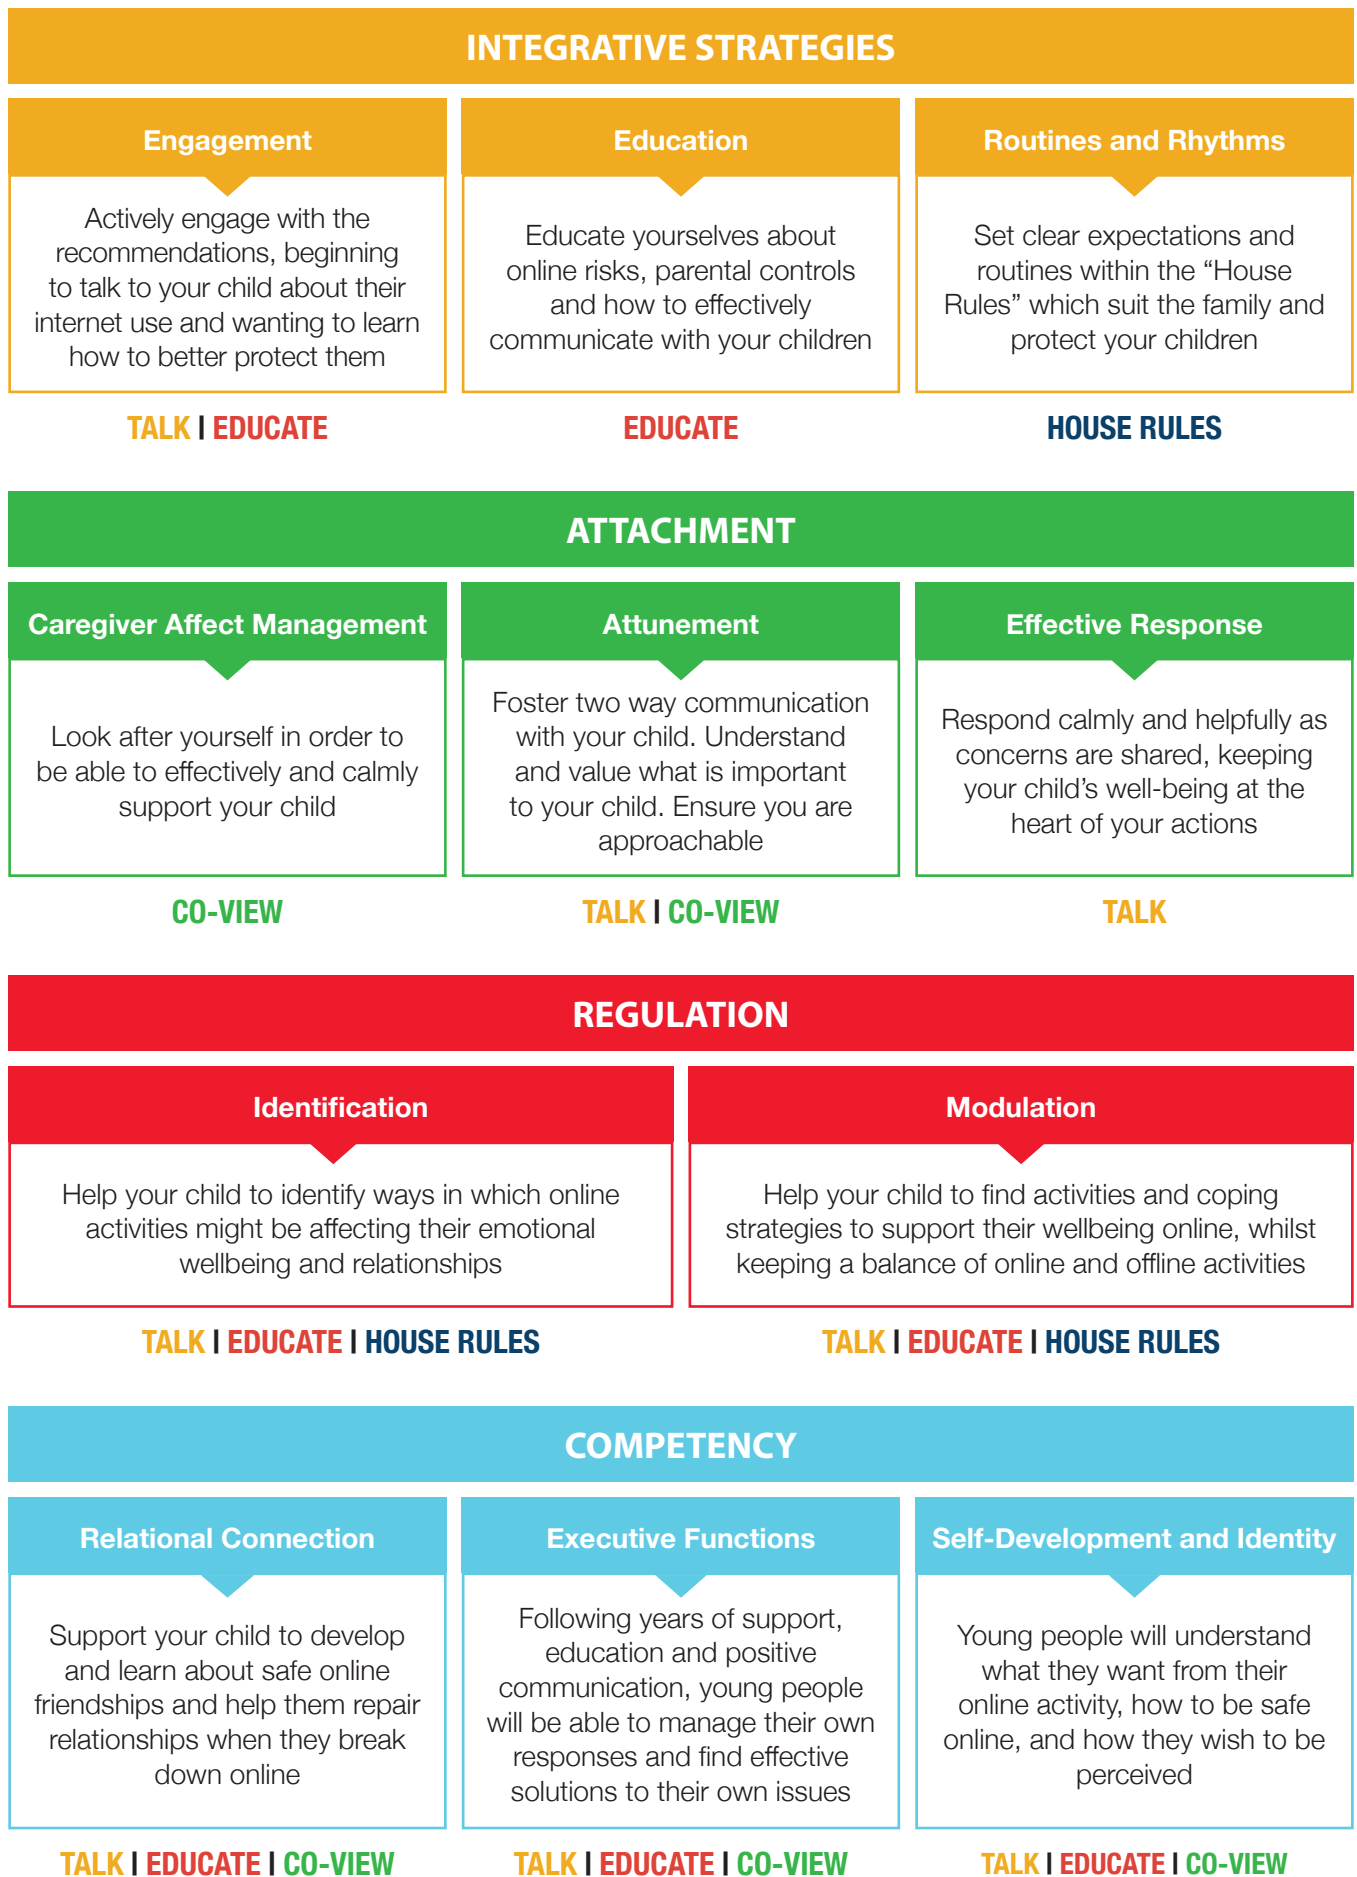 INTEGRATIVE STRATEGIES
Engagement
Actively engage with the
recommendations, beginning
to talk to your child about their
internet use and wanting to learn
how to better protect them
TALK | EDUCATE
Education
Educate yourselves about
online risks, parental controls
and how to effectively
communicate with your children
EDUCATE
Routines and Rhythms
Set clear expectations and
routines within the “House
Rules” which suit the family and
protect your children
HOUSE RULES
ATTACHMENT
Caregiver Affect Management
Look after yourself in order to
be able to effectively and calmly
support your child
CO-VIEW
Attunement
Foster two way communication
with your child. Understand
and value what is important
to your child. Ensure you are
approachable
TALK | CO-VIEW
Effective Response
Respond calmly and helpfully as
concerns are shared, keeping
your child’s well-being at the
heart of your actions
TALK
REGULATION
Identification
Help your child to identify ways in which online
activities might be affecting their emotional
wellbeing and relationships
TALK | EDUCATE | HOUSE RULES
Modulation
Help your child to find activities and coping
strategies to support their wellbeing online, whilst
keeping a balance of online and offline activities
TALK | EDUCATE | HOUSE RULES
COMPETENCY
Relational Connection
Support your child to develop
and learn about safe online
friendships and help them repair
relationships when they break
down online
TALK | EDUCATE | CO-VIEW
Executive Functions
Following years of support,
education and positive
communication, young people
will be able to manage their own
responses and find effective
solutions to their own issues
TALK | EDUCATE | CO-VIEW
Self-Development and Identity
Young people will understand
what they want from their
online activity, how to be safe
online, and how they wish to be
perceived
TALK | EDUCATE | CO-VIEW